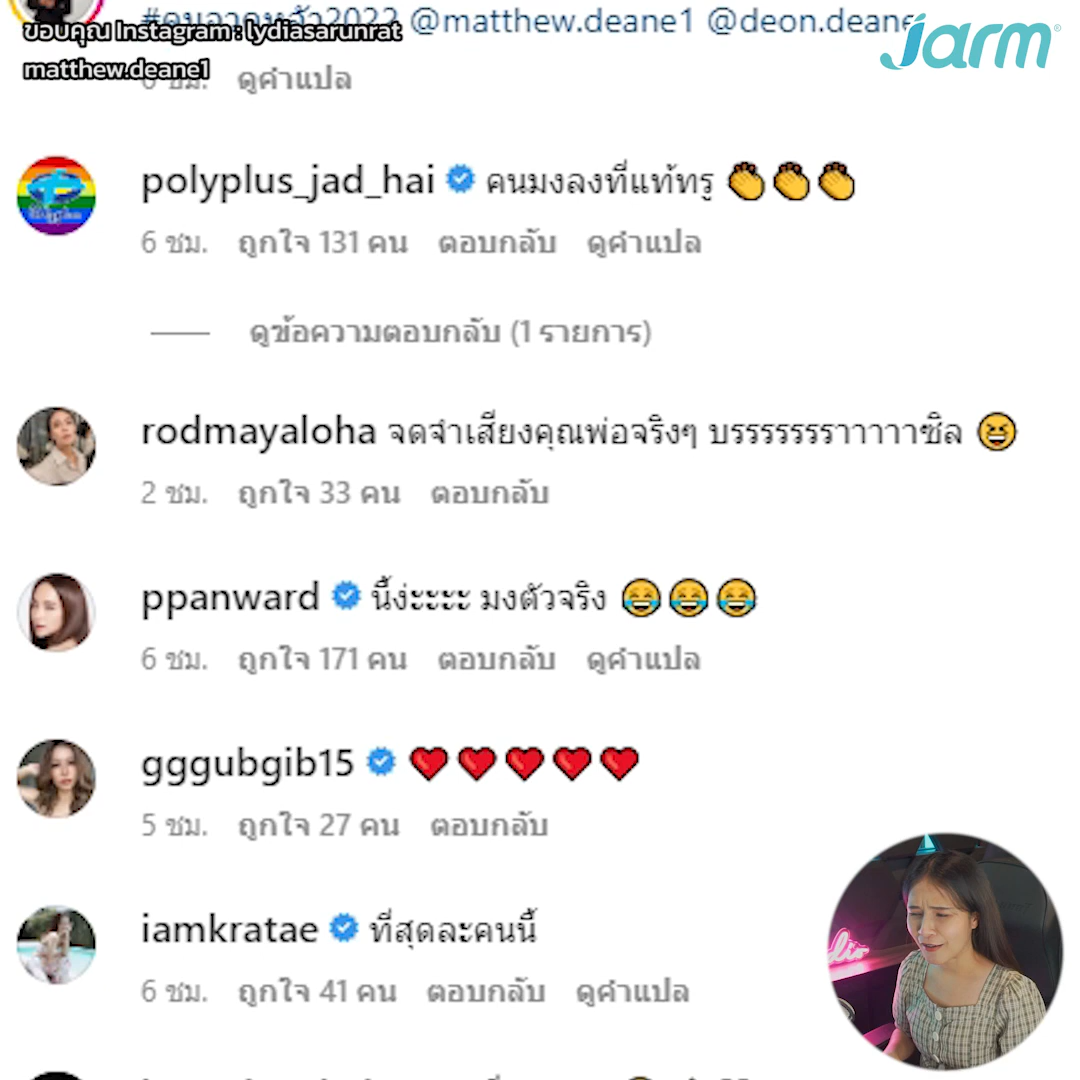 @matthew.deane1 @deon.deane
ขอบคุณ Instagram : lydiasarunrat
matthew.deane1
jarm
6 ชม. ดูคำแปล
polyplus_jad_hai คนมงลงที่แท้ทรู 👏👏👏
6 ชม. ถูกใจ 131 คน ตอบกลับ ดูคำแปล
ดูข้อความตอบกลับ (1 รายการ)
rodmayaloha จดจำเสียงคุณพ่อจริงๆ บรรรรรรรราาาาาซิล 😆
2 ชม. ถูกใจ 33 คน ตอบกลับ
ppanward นี้ง่ะะะะ มงตัวจริง 😂😂😂
6 ชม. ถูกใจ 171 คน ตอบกลับ ดูคำแปล
gggubgib15 ❤️❤️❤️❤️❤️
5 ชม. ถูกใจ 27 คน ตอบกลับ
iamkratae ที่สุดละคนนี้
6 ชม. ถูกใจ 41 คน ตอบกลับ ดูคำแปล